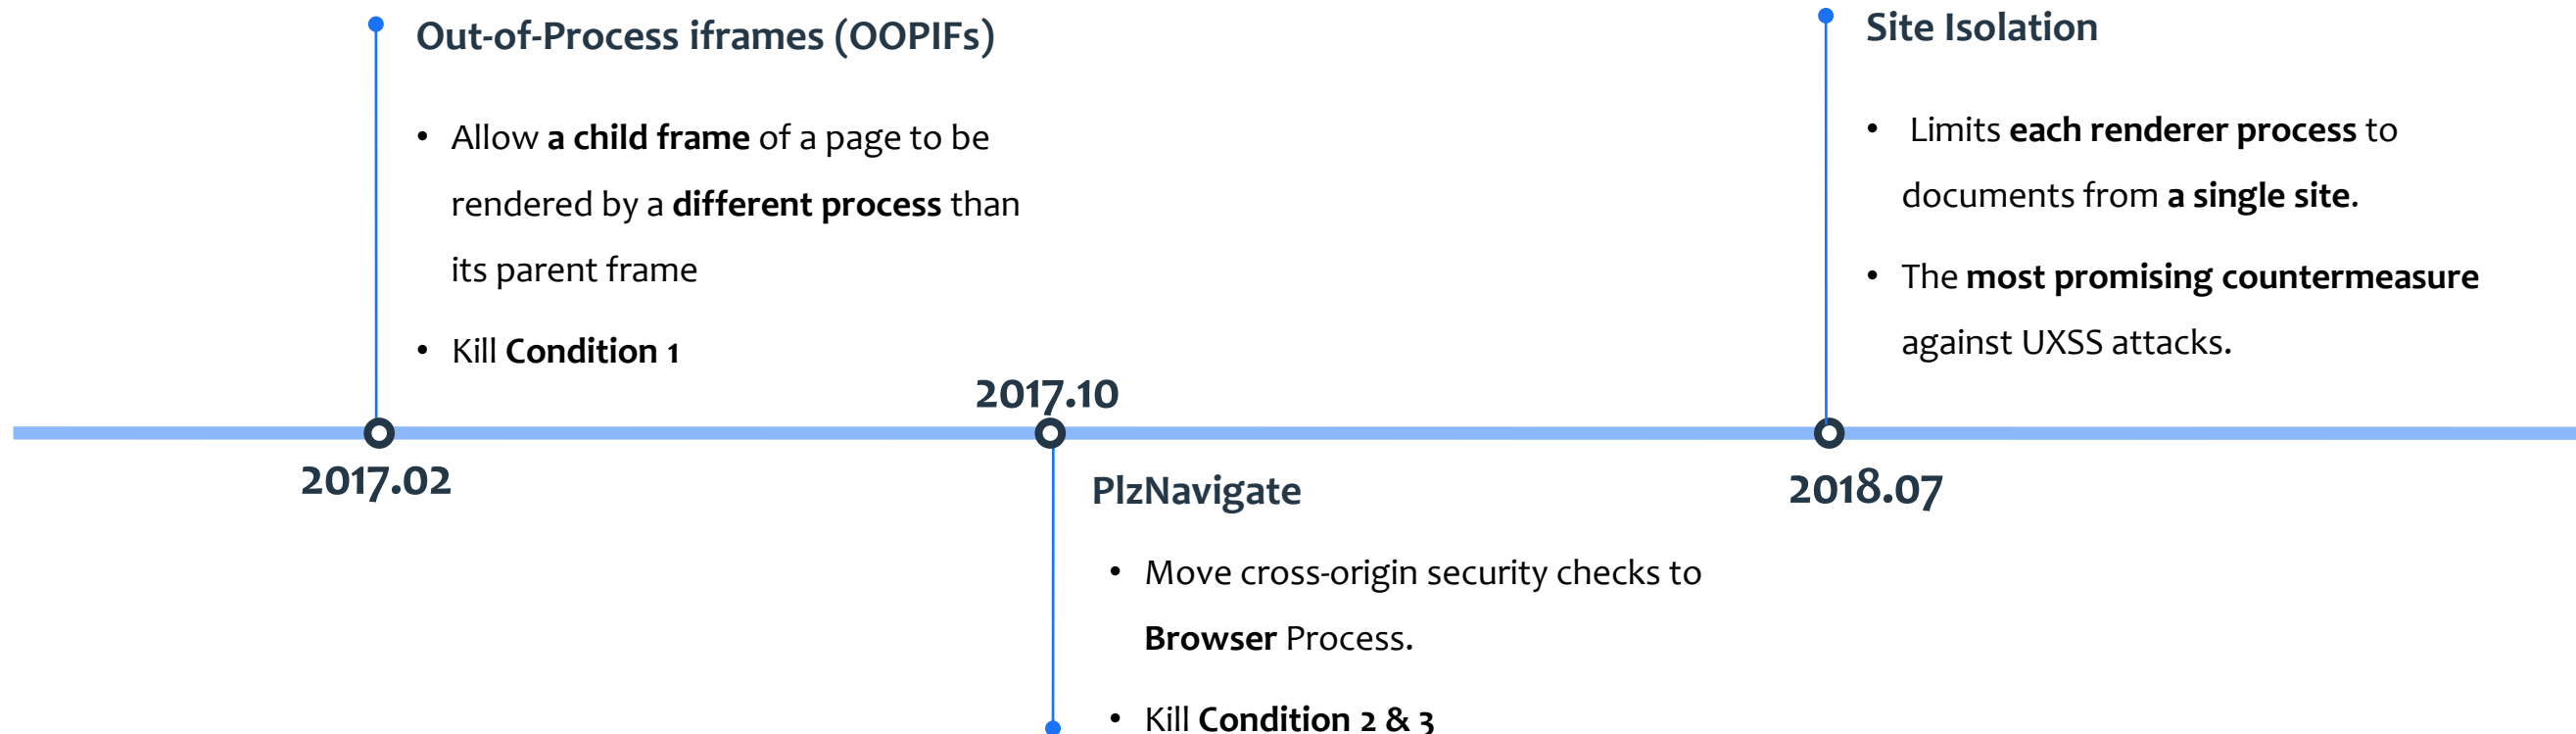 Out-of-Process iframes (OOPIFs)
• Allow a child frame of a page to be
rendered by a different process than
its parent frame
• Kill Condition 1
2017.02
2017.10
PlzNavigate
• Move cross-origin security checks to
Browser Process.
• Kill Condition 2 & 3
Site Isolation
• Limits each renderer process to
documents from a single site.
• The most promising countermeasure
against UXSS attacks.
2018.07